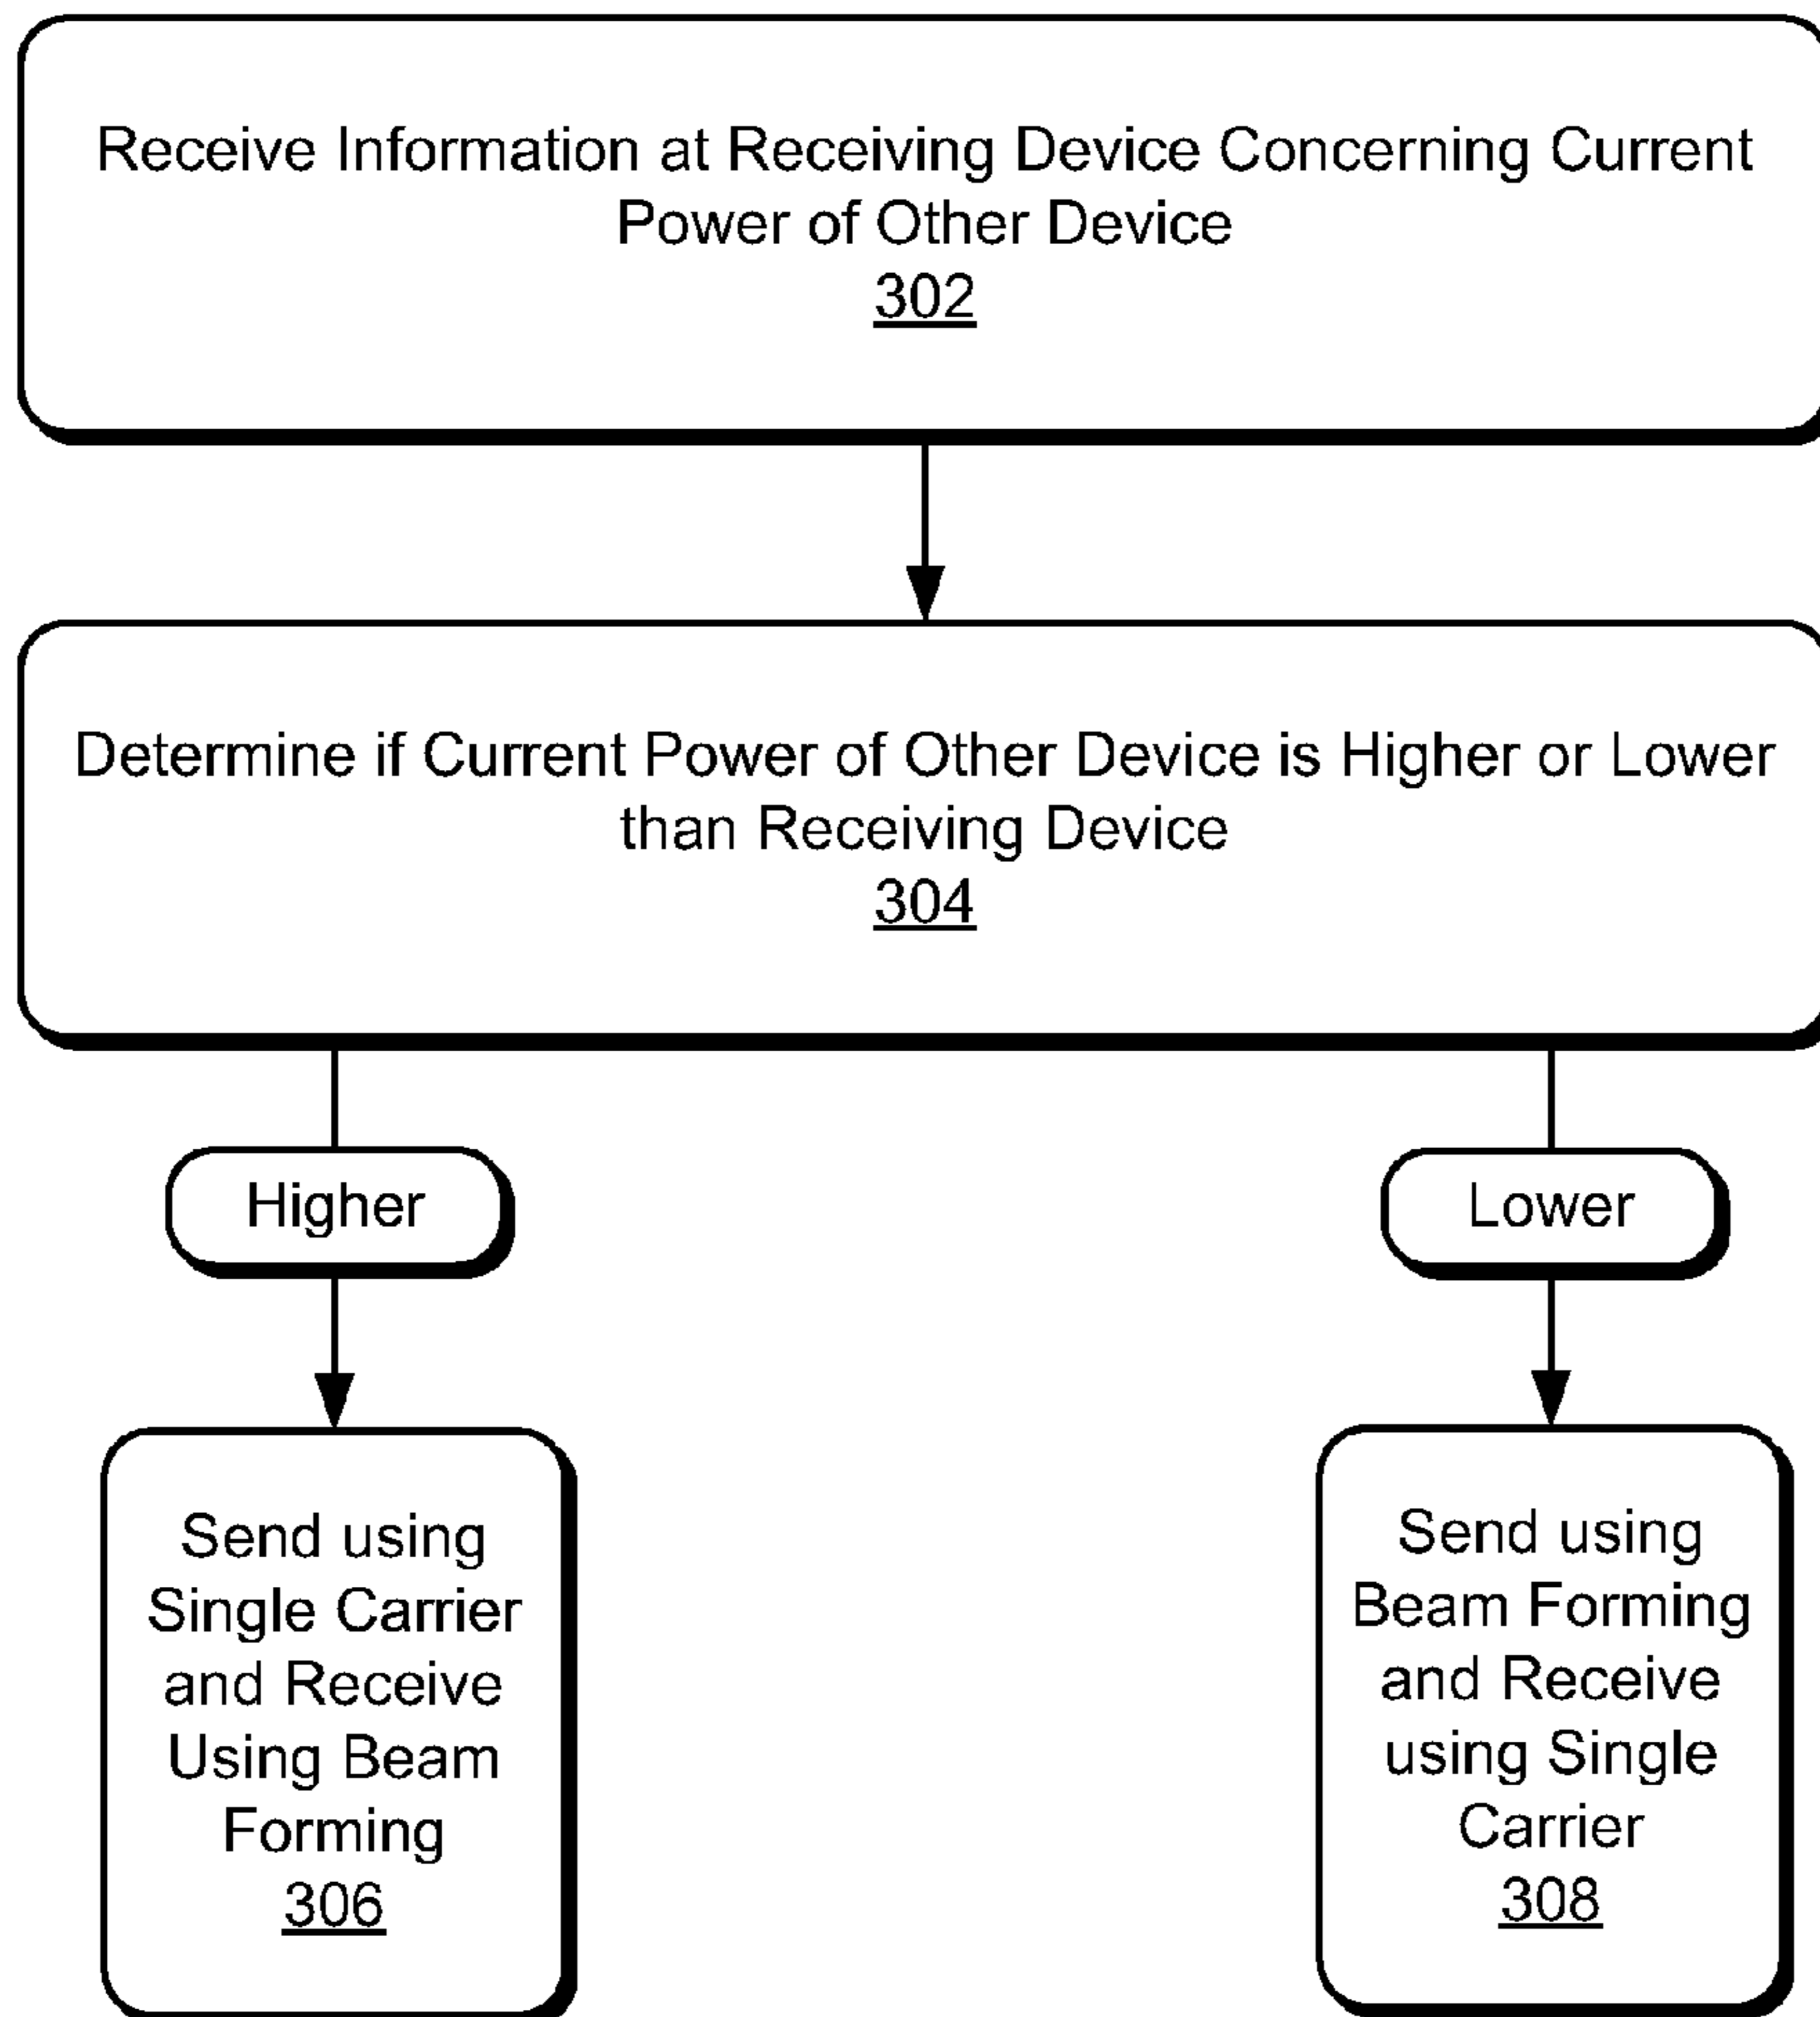 Receive Information at Receiving Device Concerning Current
Power of Other Device
302
Determine if Current Power of Other Device is Higher or Lower
than Receiving Device
304
Higher
Lower
Send using
Single Carrier
and Receive
Using Beam
Forming
306
Send using
Beam Forming
and Receive
using Single
Carrier
308